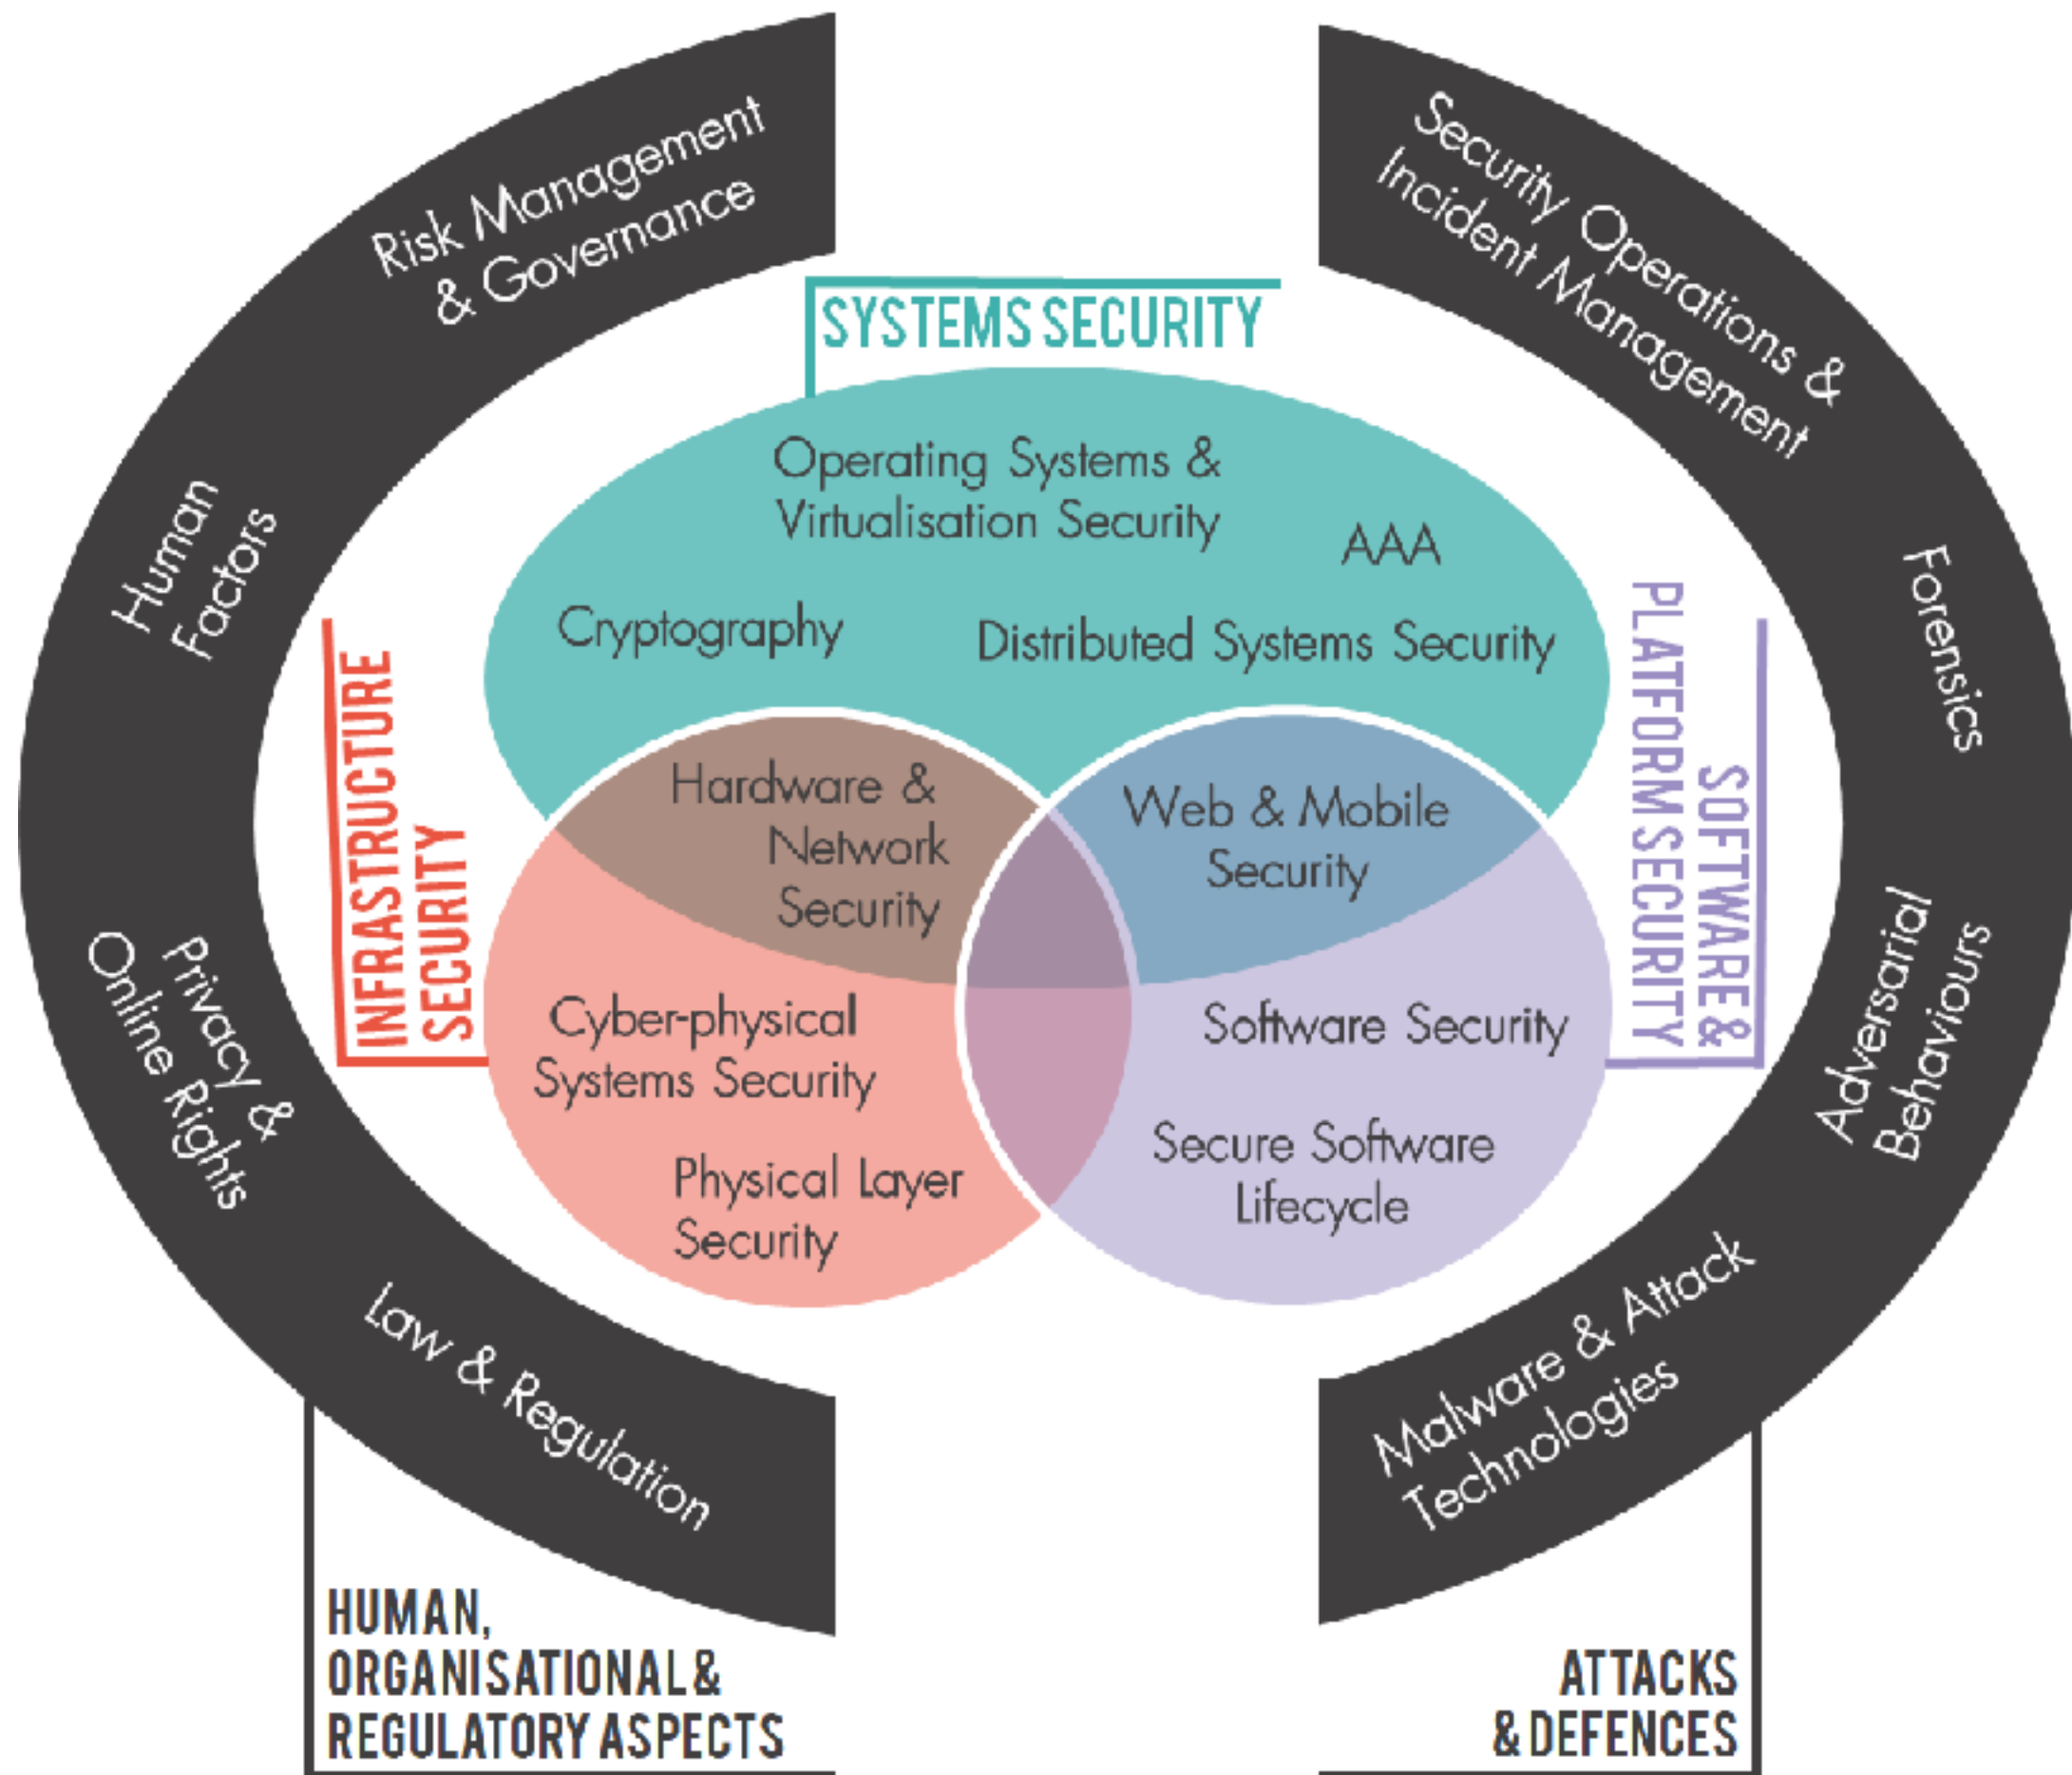 Risk Management
& Governance
Human
Factors
Privacy &
Online Rights
Law & Regulation
HUMAN,
ORGANISATIONAL &
REGULATORY ASPECTS
SYSTEMS SECURITY
Operating Systems &
Virtualisation Security
AAA
Cryptography
Distributed Systems Security
INFRASTRUCTURE
SECURITY
Hardware &
Network
Security
Cyber-physical
Systems Security
Physical Layer
Security
Web & Mobile
Security
Software Security
Secure Software
Lifecycle
SOFTWARE &
PLATFORM SECURITY
Security Operations &
Incident Management
Forensics
Adversarial
Behaviours
Malware & Attack
Technologies
ATTACKS
& DEFENCES